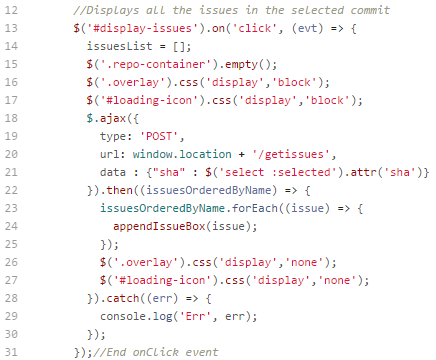 12 //Displays all the issues in the selected commit
13 $('#display-issues').on('click', (evt) => {
14 issuesList = [];
15 $('.repo-container').empty();
16 $('.overlay').css('display','block');
17 $('#loading-icon').css('display','block');
18 $.ajax({
19 type: 'POST',
20 url: window.location + '/getissues',
21 data : {"sha" : $('select :selected').attr('sha')}
22 }).then((issuesOrderedByName) => {
23 issuesOrderedByName.forEach((issue) => {
24 appendIssueBox(issue);
25 });
26 $('.overlay').css('display','none');
27 $('#loading-icon').css('display','none');
28 }).catch((err) => {
29 console.log('Err', err);
30 });
31 });//End onClick event